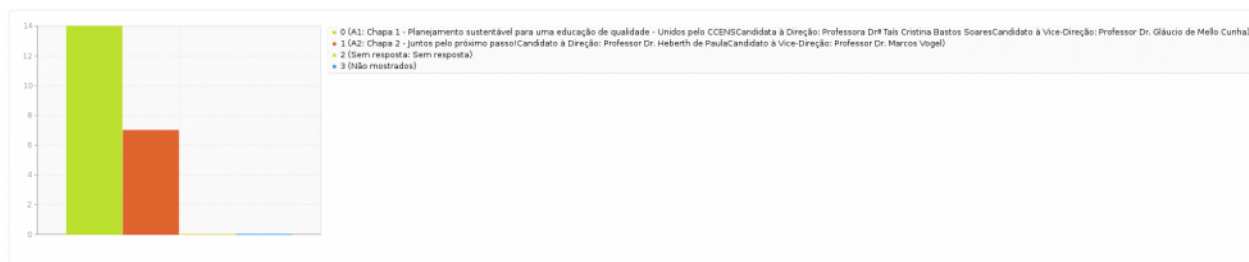 14
12
10
8
6
4
2
0
0 (A1: Chapa 1 - Planejamento sustentável para uma educação de qualidade - Unidos pelo CCENSCandidata à Direção: Professora Drª Taís Cristina Bastos SoaresCandidato à Vice-Direção: Professor Dr. Gláucio de Mello Cunha)
1 (A2: Chapa 2 - Juntos pelo próximo passo!Candidato à Direção: Professor Dr. Heberth de PaulaCandidato à Vice-Direção: Professor Dr. Marcos Vogel)
2 (Sem resposta: Sem resposta)
3 (Não mostrados)